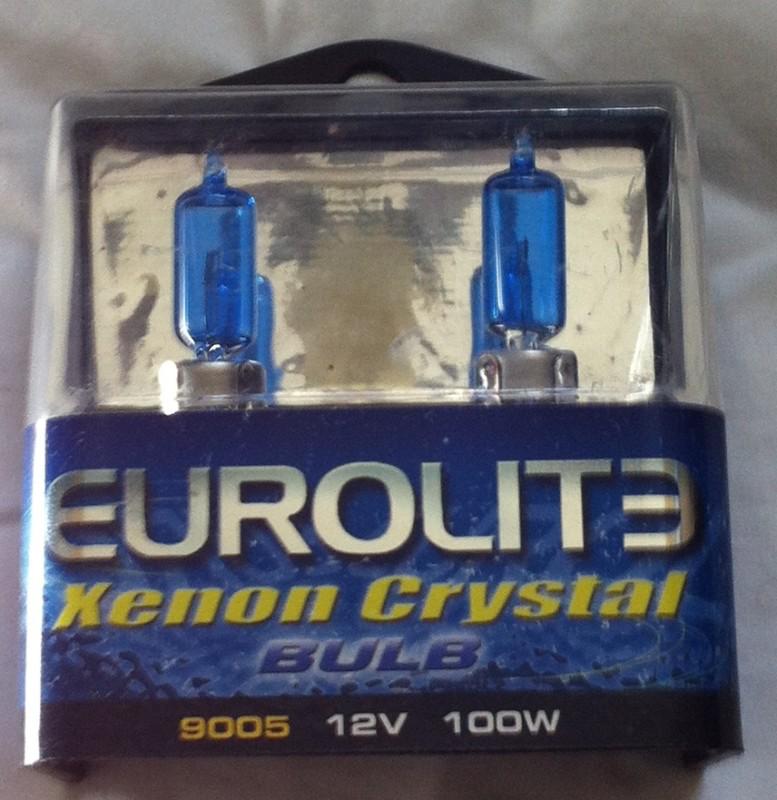 EUROLITE
Xenon Crystal
BULB
9005 12V 100W